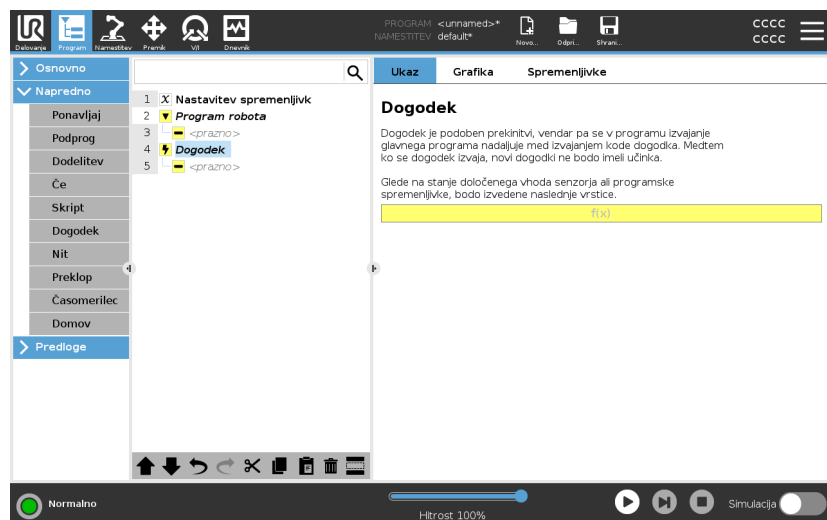 UR
PROGRAM <unnamed>*
NAMESTITEV default*
CCCC
CCCC
Delovanje Program Namestitev Premik V/I Dnevnik Novo... Odpri... Shrani...
Osnovno
Napredno
Ponavljaj
Podprog
Dodelitev
Če
Skript
Dogodek
Nit
Preklop
Časomerilec
Domov
Predloge
1 X Nastavitev spremenljivk
2 Program robota
3 <prazno>
4 Dogodek
5 <prazno>
Ukaz Grafika Spremenljivke
Dogodek
Dogodek je podoben prekinitvi, vendar pa se v programu izvajanje
glavnega programa nadaljuje med izvajanjem kode dogodka. Medtem
ko se dogodek izvaja, novi dogodki ne bodo imeli učinka.
Glede na stanje določenega vhoda senzorja ali programske
spremenljivke, bodo izvedene naslednje vrstice.
f(x)
Normalno
Hitrost 100%
Simulacija